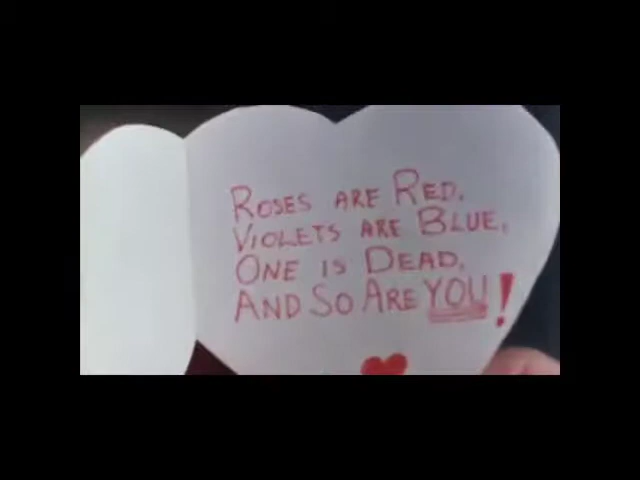 Roses are Red,
Violets are Blue,
One is Dead,
And So Are YOU!